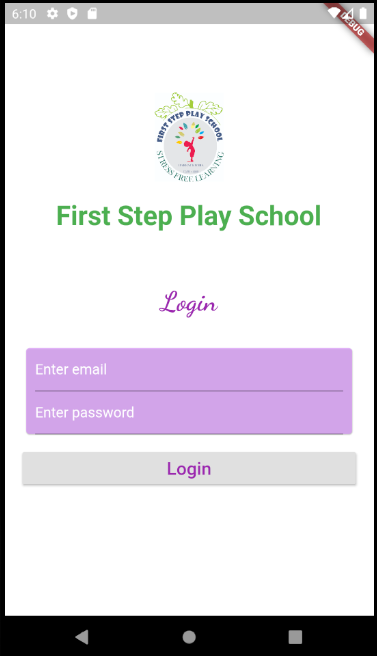 6:10
DEBUG
FIRST STEP PLAY SCHOOL
STRESS FREE LEARNING
First Step Play School
Login
Enter email
Enter password
Login